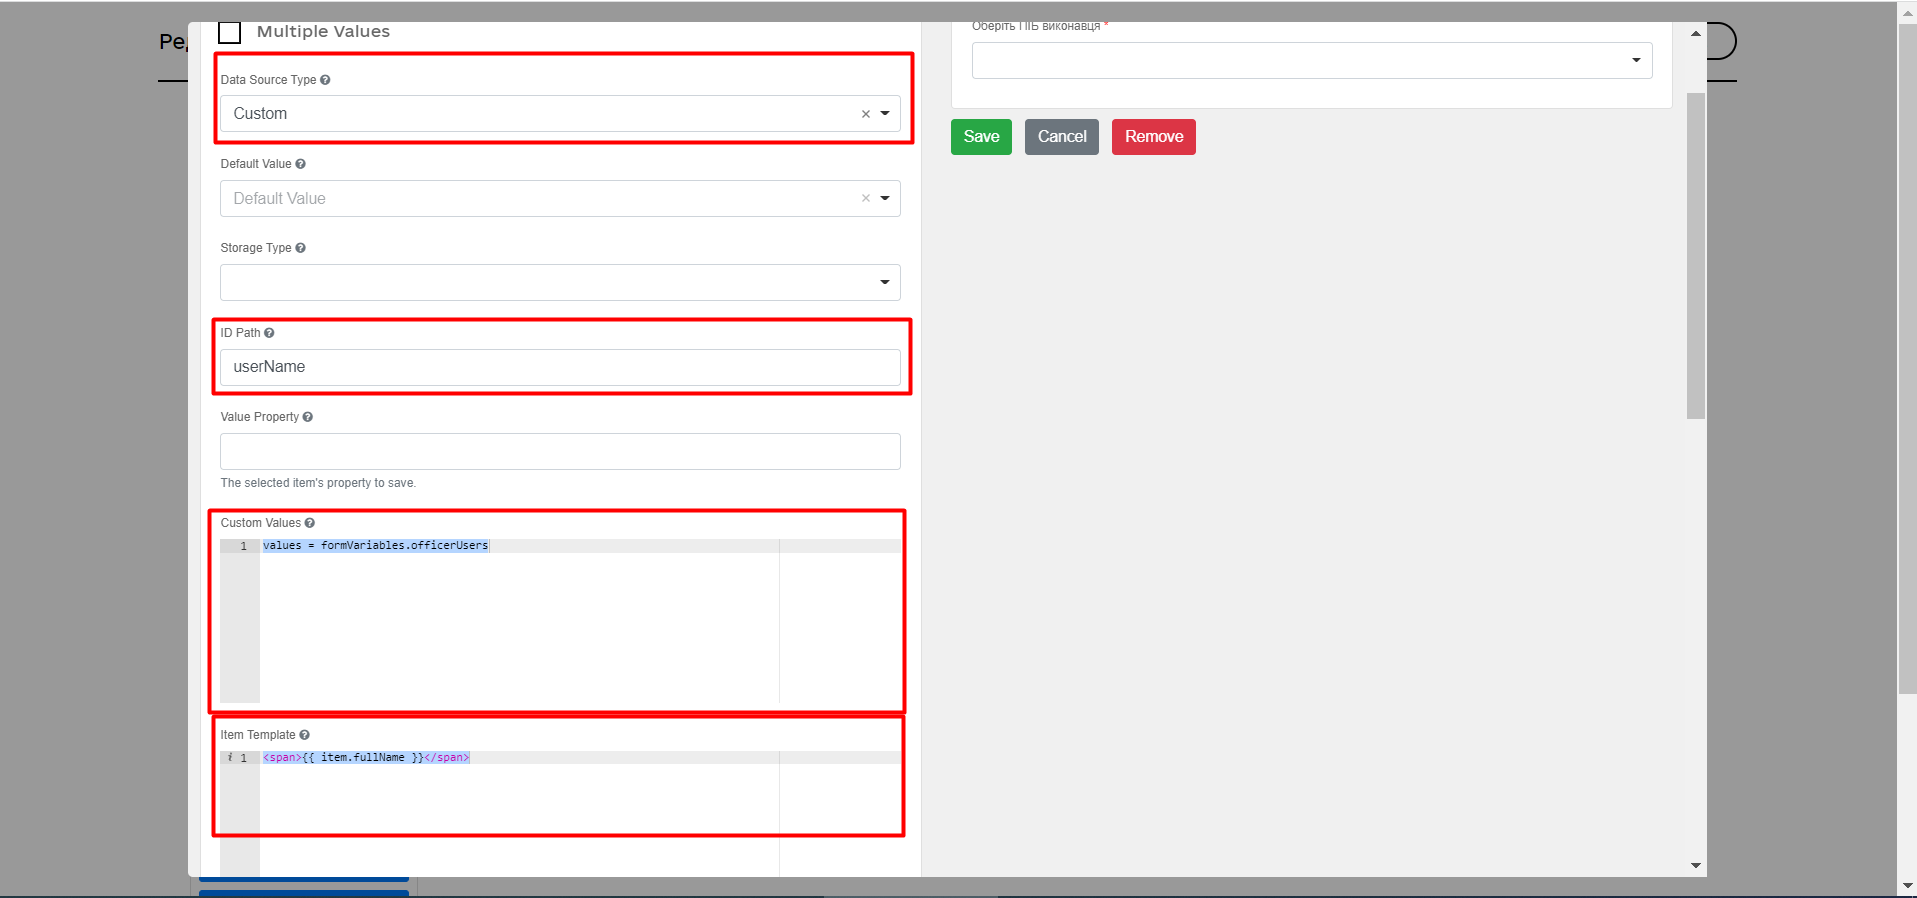 Multiple Values
Data Source Type
Custom
Default Value
Default Value
Storage Type
ID Path
userName
Value Property
The selected item's property to save.
Custom Values
1 values = formVariables.officerUsers
Item Template
i 1 <span>{{ item.fullName }}</span>
Оберіть ПІБ виконавця *
Save Cancel Remove